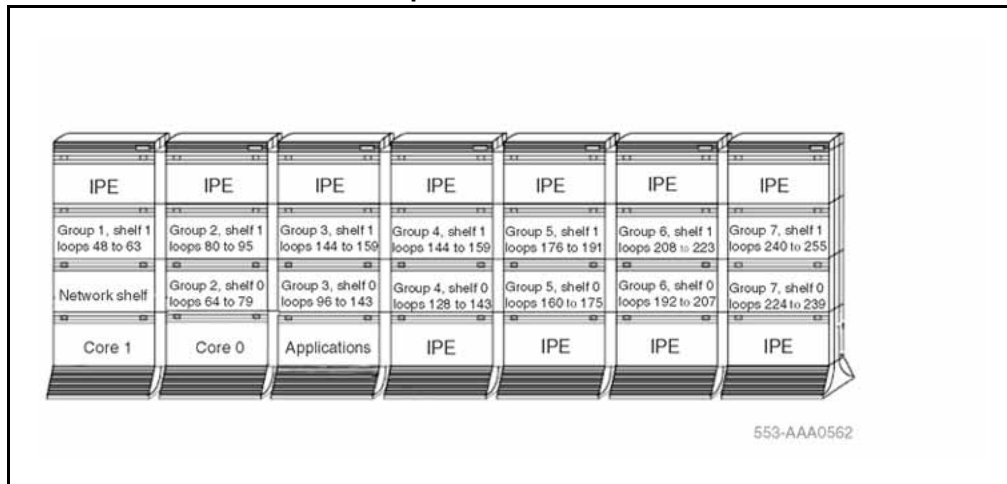 IPE IPE IPE IPE IPE IPE IPE
Group 1, shelf 1
loops 48 to 63
Group 2, shelf 1
loops 80 to 95
Group 3, shelf 1
loops 144 to 159
Group 4, shelf 1
loops 144 to 159
Group 5, shelf 1
loops 176 to 191
Group 6, shelf 1
loops 208 to 223
Group 7, shelf 1
loops 240 to 255
Network shelf
Group 2, shelf 0
loops 64 to 79
Group 3, shelf 0
loops 96 to 143
Group 4, shelf 0
loops 128 to 143
Group 5, shelf 0
loops 160 to 175
Group 6, shelf 0
loops 192 to 207
Group 7, shelf 0
loops 224 to 239
Core 1 Core 0 Applications IPE IPE IPE IPE
553-AAA0562